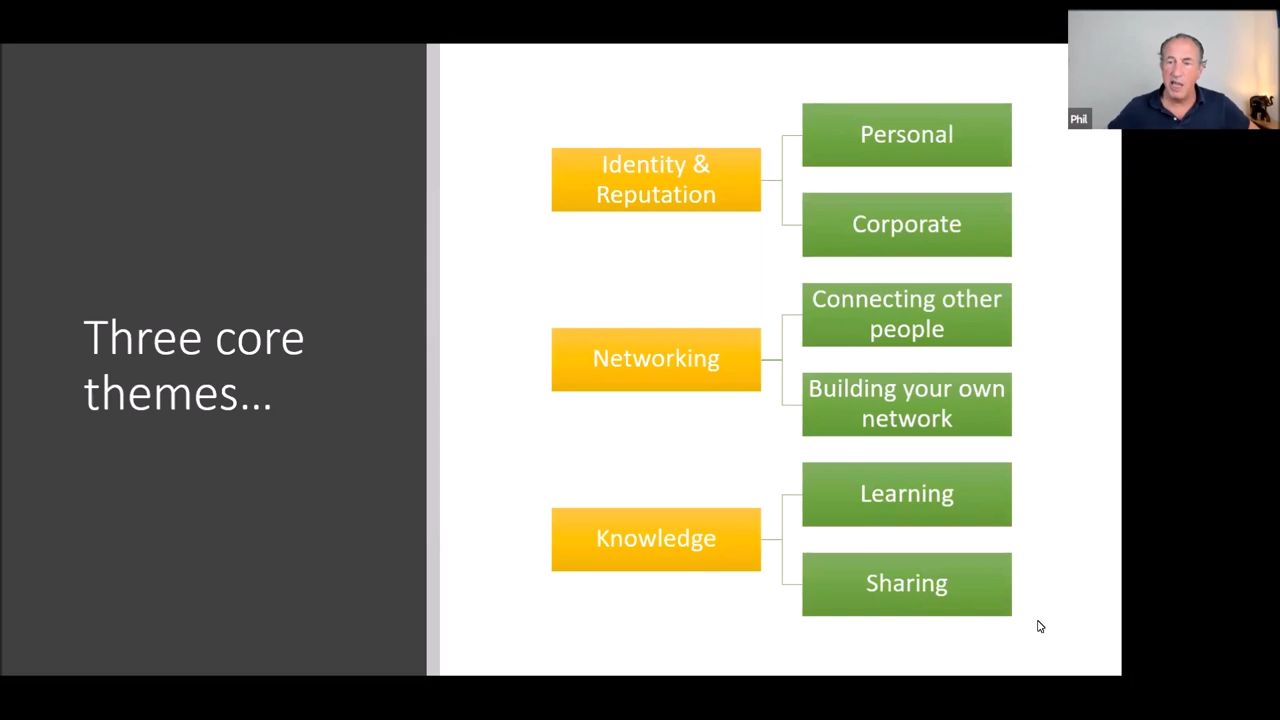 Three core
themes...
Identity &
Reputation
Personal
Corporate
Networking
Connecting other
people
Building your own
network
Knowledge
Learning
Sharing
Phil